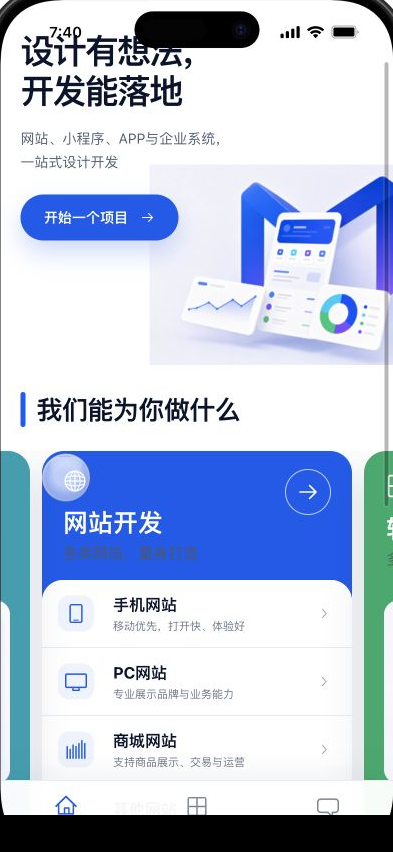 7:40
设计有想法，
开发能落地
网站、小程序、APP与企业系统，
一站式设计开发
开始一个项目
我们能为你做什么
网站开发
手机网站
移动优先，打开快、体验好
PC网站
专业展示品牌与业务能力
商城网站
支持商品展示、交易与运营
其他网站